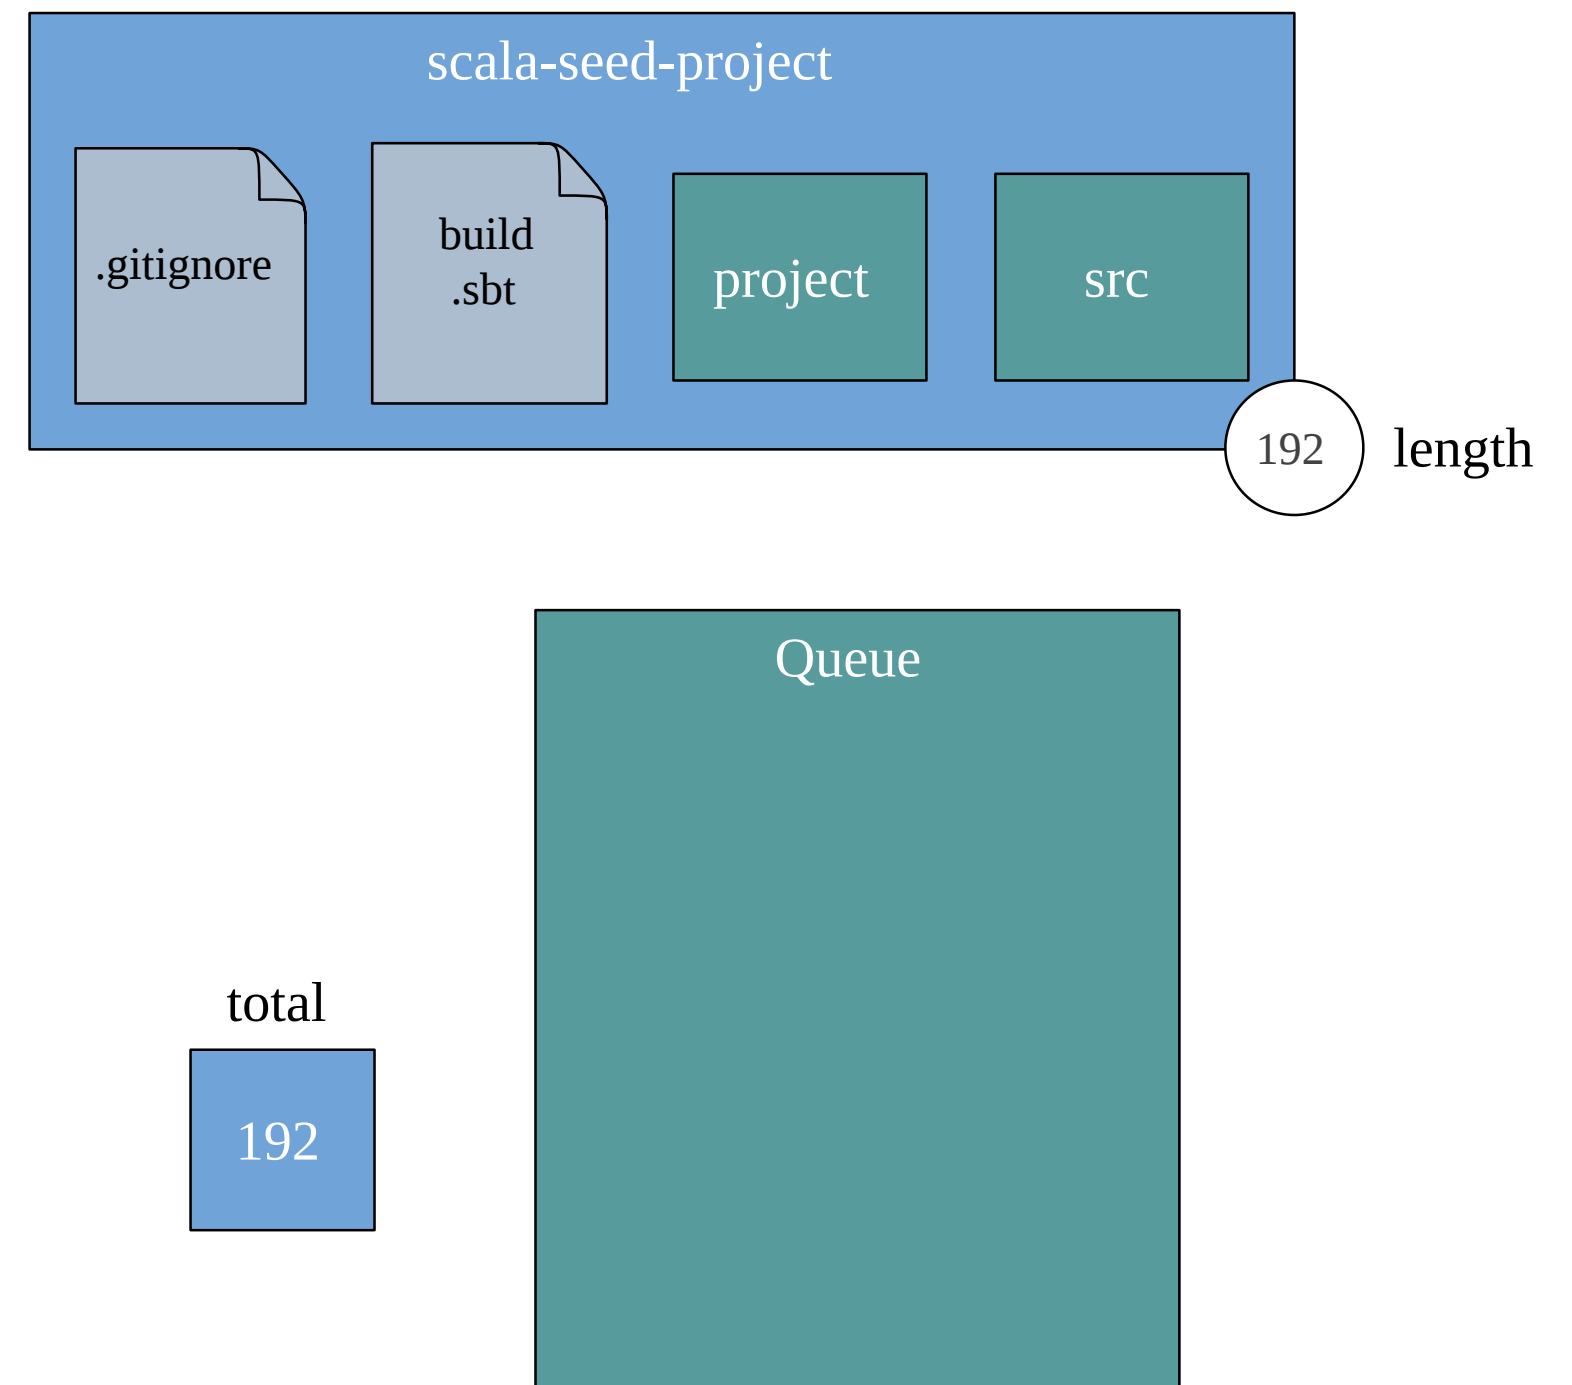 scala-seed-project
.gitignore
build
.sbt
project
src
192
length
Queue
total
192